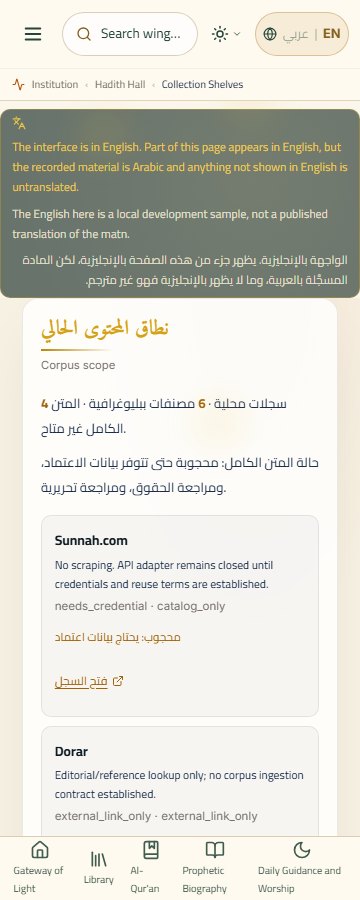 Search wing...
عربي | EN
Institution ‹ Hadith Hall ‹ Collection Shelves
The interface is in English. Part of this page appears in English, but
the recorded material is Arabic and anything not shown in English is
untranslated.
The English here is a local development sample, not a published
translation of the matn.
الواجهة بالإنجليزية. يظهر جزء من هذه الصفحة بالإنجليزية، لكن المادة
المسجَّلة بالعربية، وما لا يظهر بالإنجليزية فهو غير مترجم.
نطاق المحتوى الحالي
Corpus scope
4 سجلات محلية · 6 مصنفات ببليوغرافية · المتن
الكامل غير متاح.
حالة المتن الكامل: محجوبة حتى تتوفر بيانات الاعتماد،
ومراجعة الحقوق، ومراجعة تحريرية.
Sunnah.com
No scraping. API adapter remains closed until
credentials and reuse terms are established.
needs_credential · catalog_only
محجوب: يحتاج بيانات اعتماد
فتح السجل
Dorar
Editorial/reference lookup only; no corpus ingestion
contract established.
external_link_only · external_link_only
Gateway of
Light
Library
Al-
Qur'an
Prophetic
Biography
Daily Guidance and
Worship